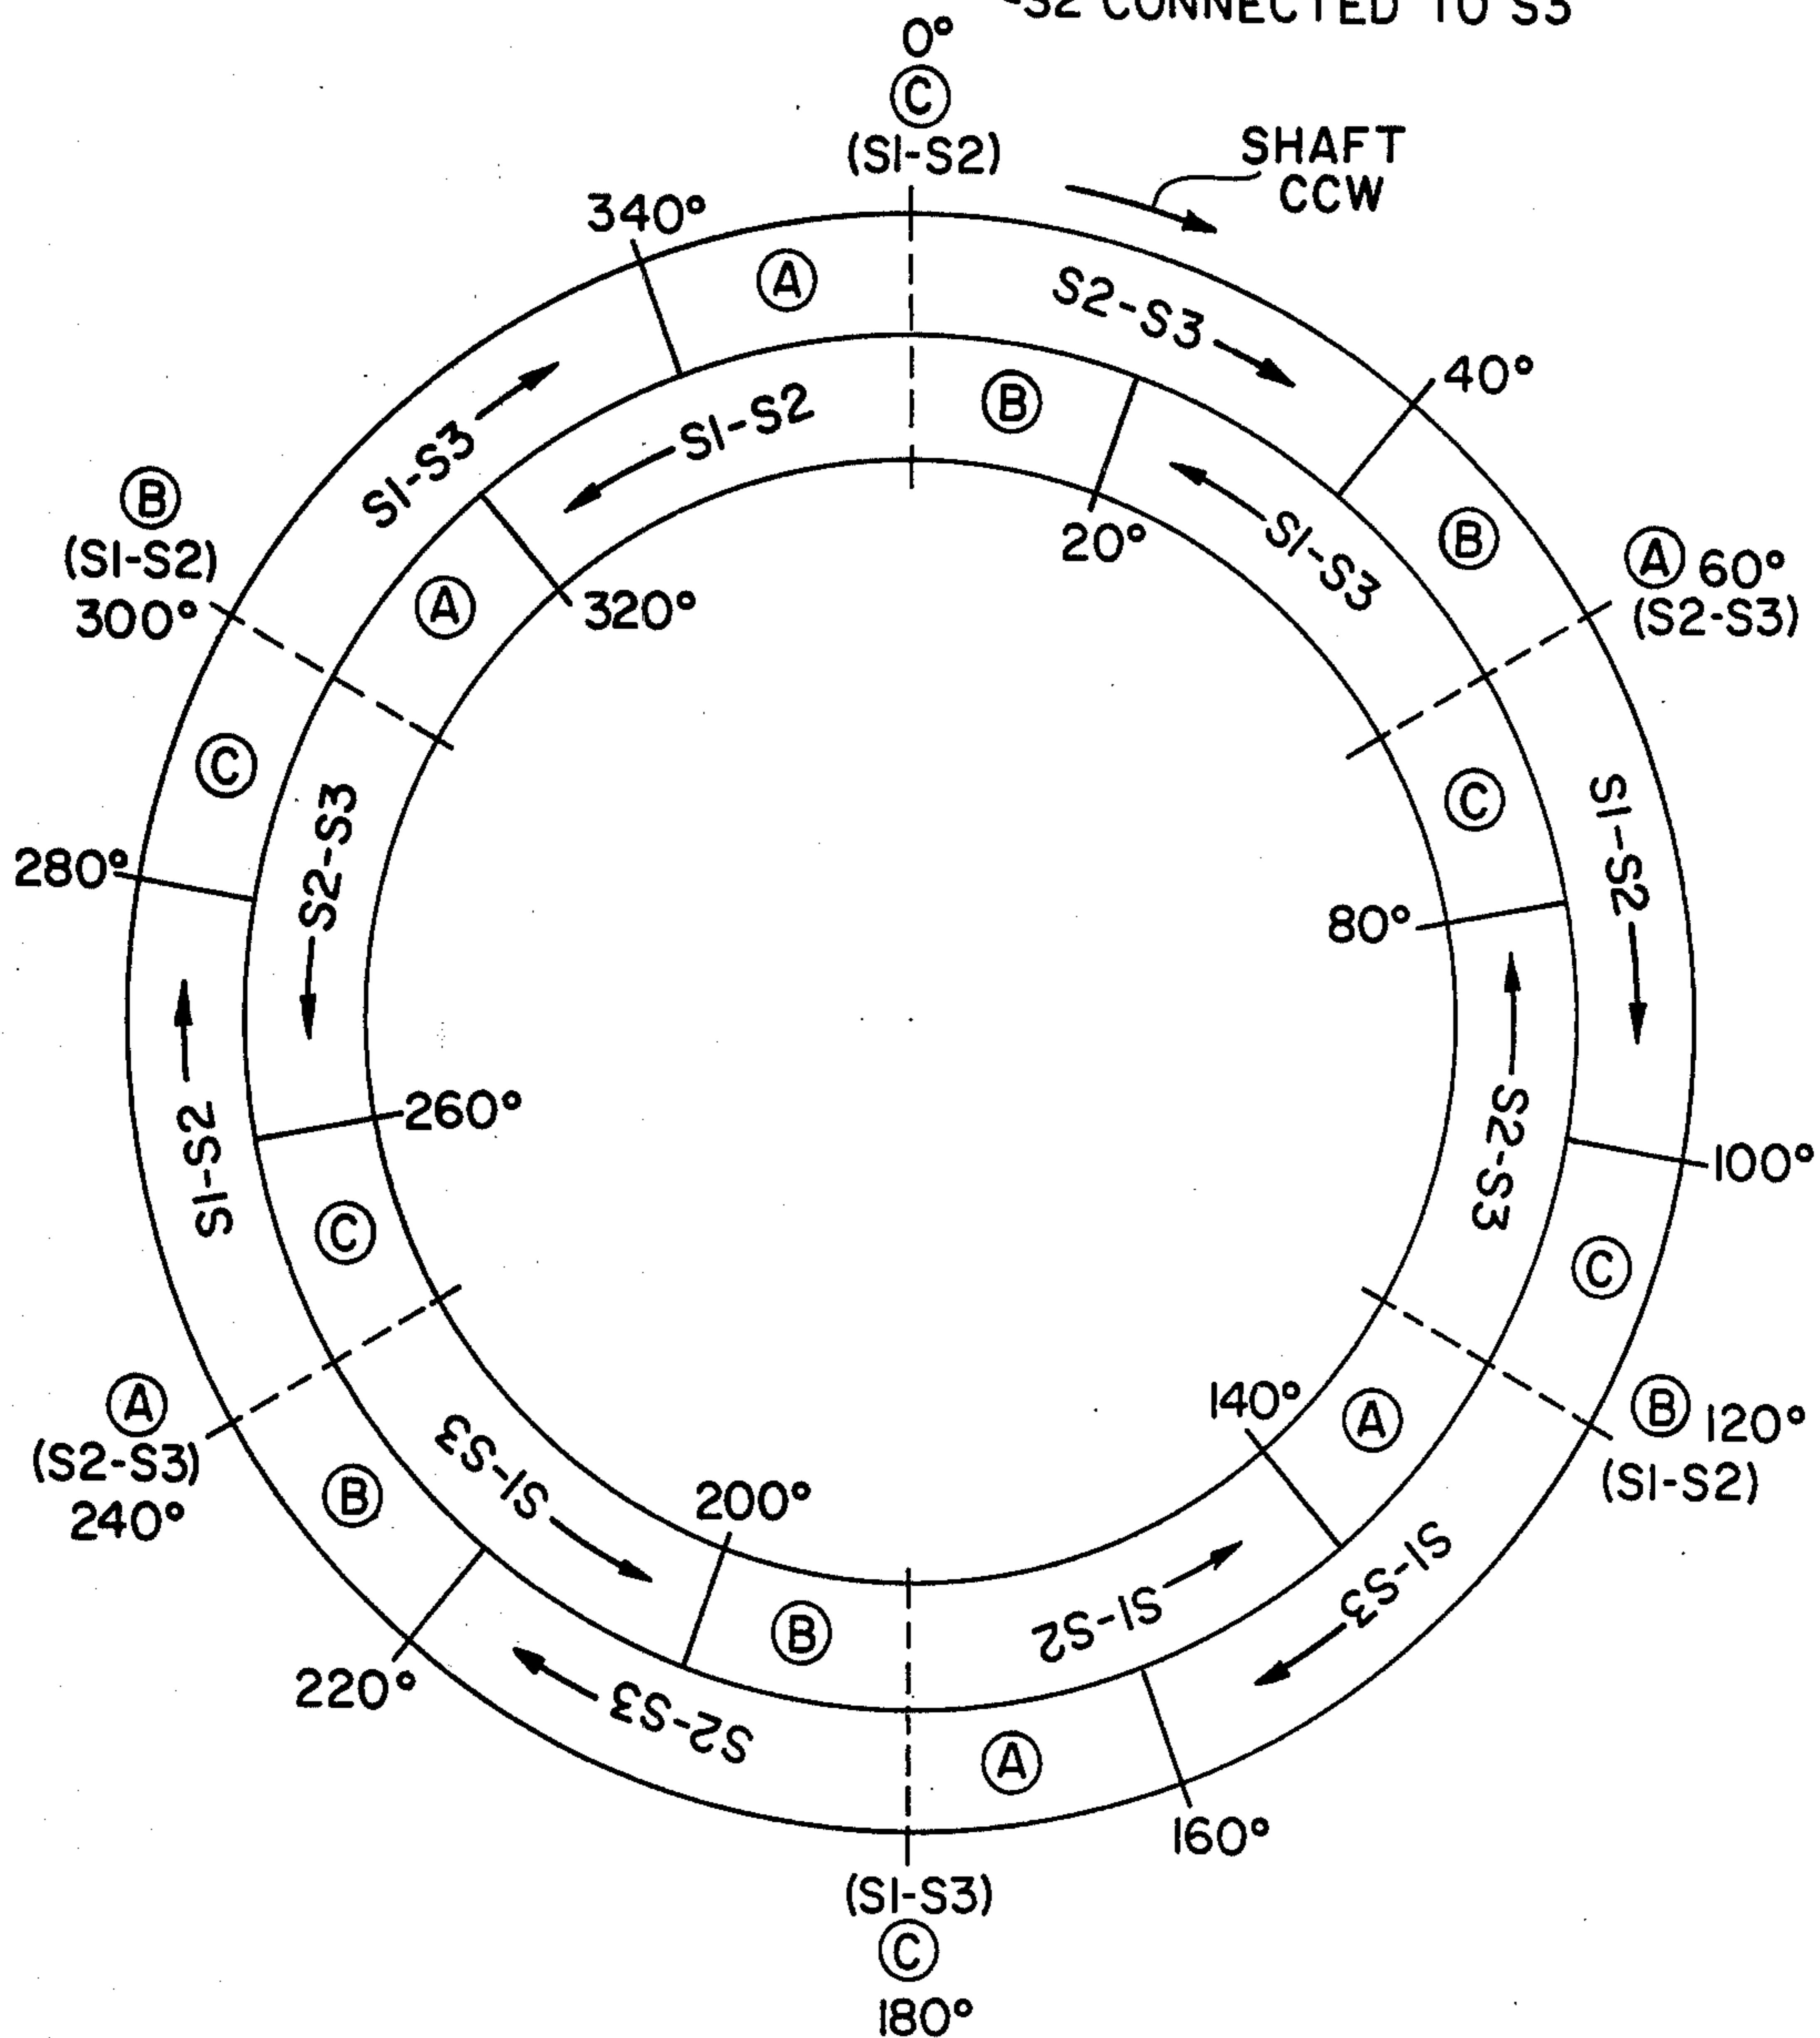 S2 CONNECTED TO S3
0°
C
(S1-S2)
SHAFT
CCW
340°
A
S2-S3
40°
S1-S3
S1-S2
B
20°
S1-S3
B
A 60°
(S2-S3)
B
(S1-S2)
300°
A
320°
C
S2-S3
C
S1-S2
280°
80°
260°
S1-S2
C
S2-S3
100°
C
A
(S2-S3)
240°
B
S1-S3
200°
140°
A
B 120°
(S1-S2)
S1-S3
220°
S2-S3
B
S1-S2
A
160°
(S1-S3)
C
180°